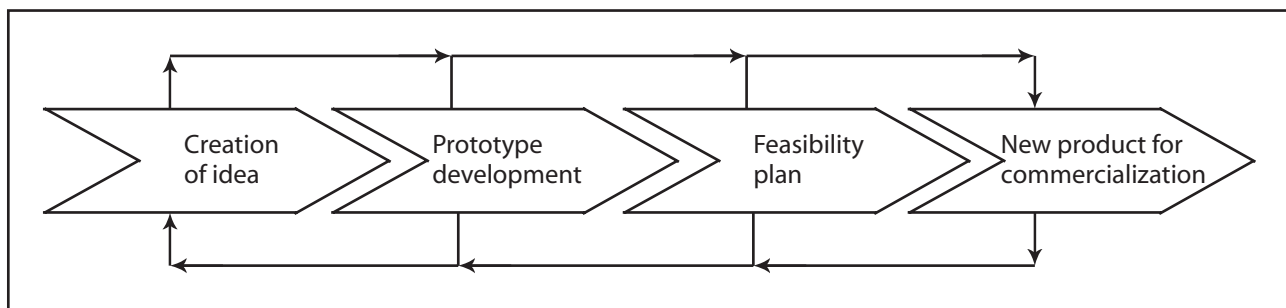 Creation
of idea
Prototype
development
Feasibility
plan
New product for
commercialization